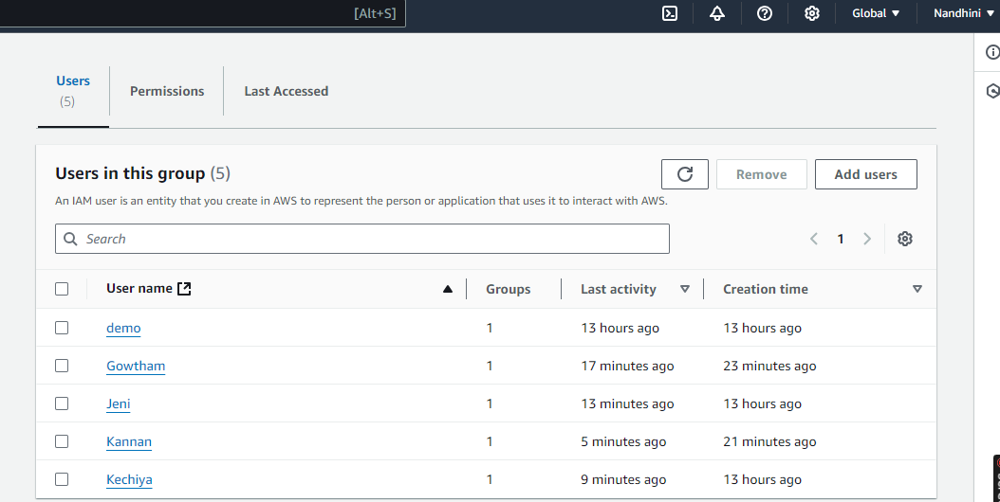 [Alt+S] Global Nandhini
Users Permissions Last Accessed
(5)
Users in this group (5) Remove Add users
An IAM user is an entity that you create in AWS to represent the person or application that uses it to interact with AWS.
Search 1
User name Groups Last activity Creation time
demo 1 13 hours ago 13 hours ago
Gowtham 1 17 minutes ago 23 minutes ago
Jeni 1 13 minutes ago 13 hours ago
Kannan 1 5 minutes ago 21 minutes ago
Kechiya 1 9 minutes ago 13 hours ago